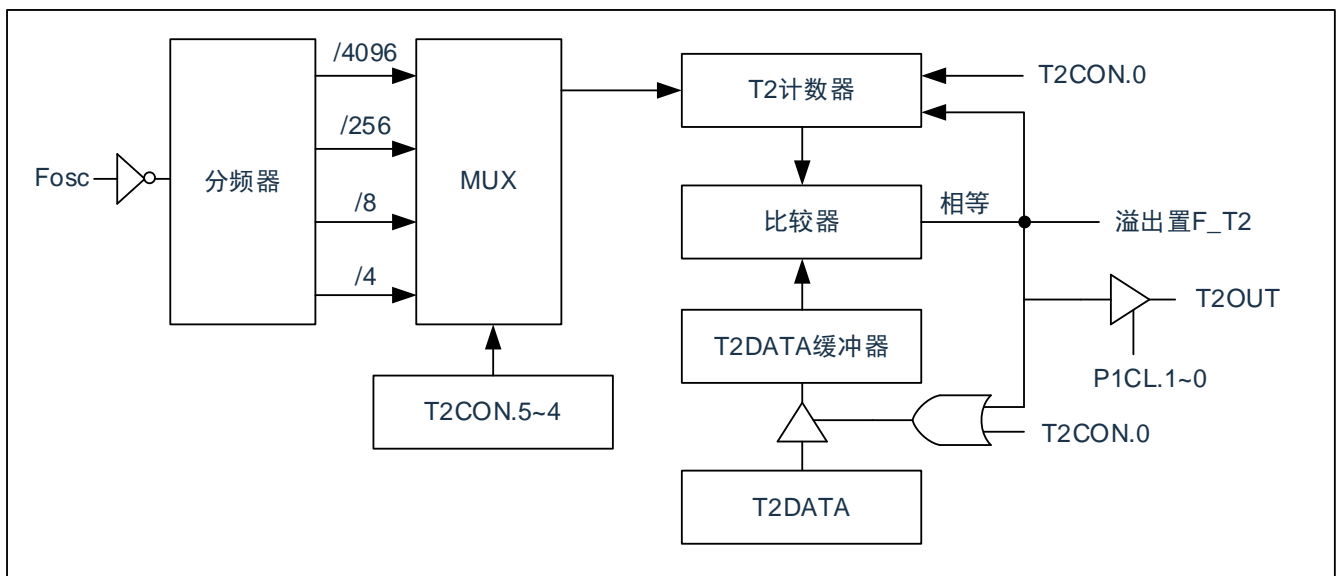 /4096
T2计数器
T2CON.0
/256
Fosc
分频器
MUX
相等
比较器
溢出置F_T2
/8
/4
T2OUT
T2DATA缓冲器
P1CL.1~0
T2CON.5~4
T2CON.0
T2DATA